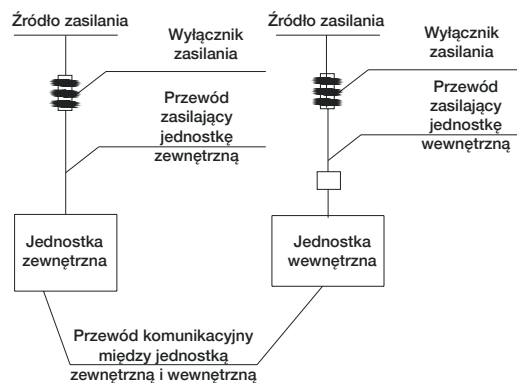 Źródło zasilania
Wyłącznik
zasilania
Przewód
zasilający
jednostkę
zewnętrzną
Jednostka
zewnętrzna
Źródło zasilania
Wyłącznik
zasilania
Przewód
zasilający
jednostkę
wewnętrzną
Jednostka
wewnętrzna
Przewód komunikacyjny
między jednostką
zewnętrzną i wewnętrzną